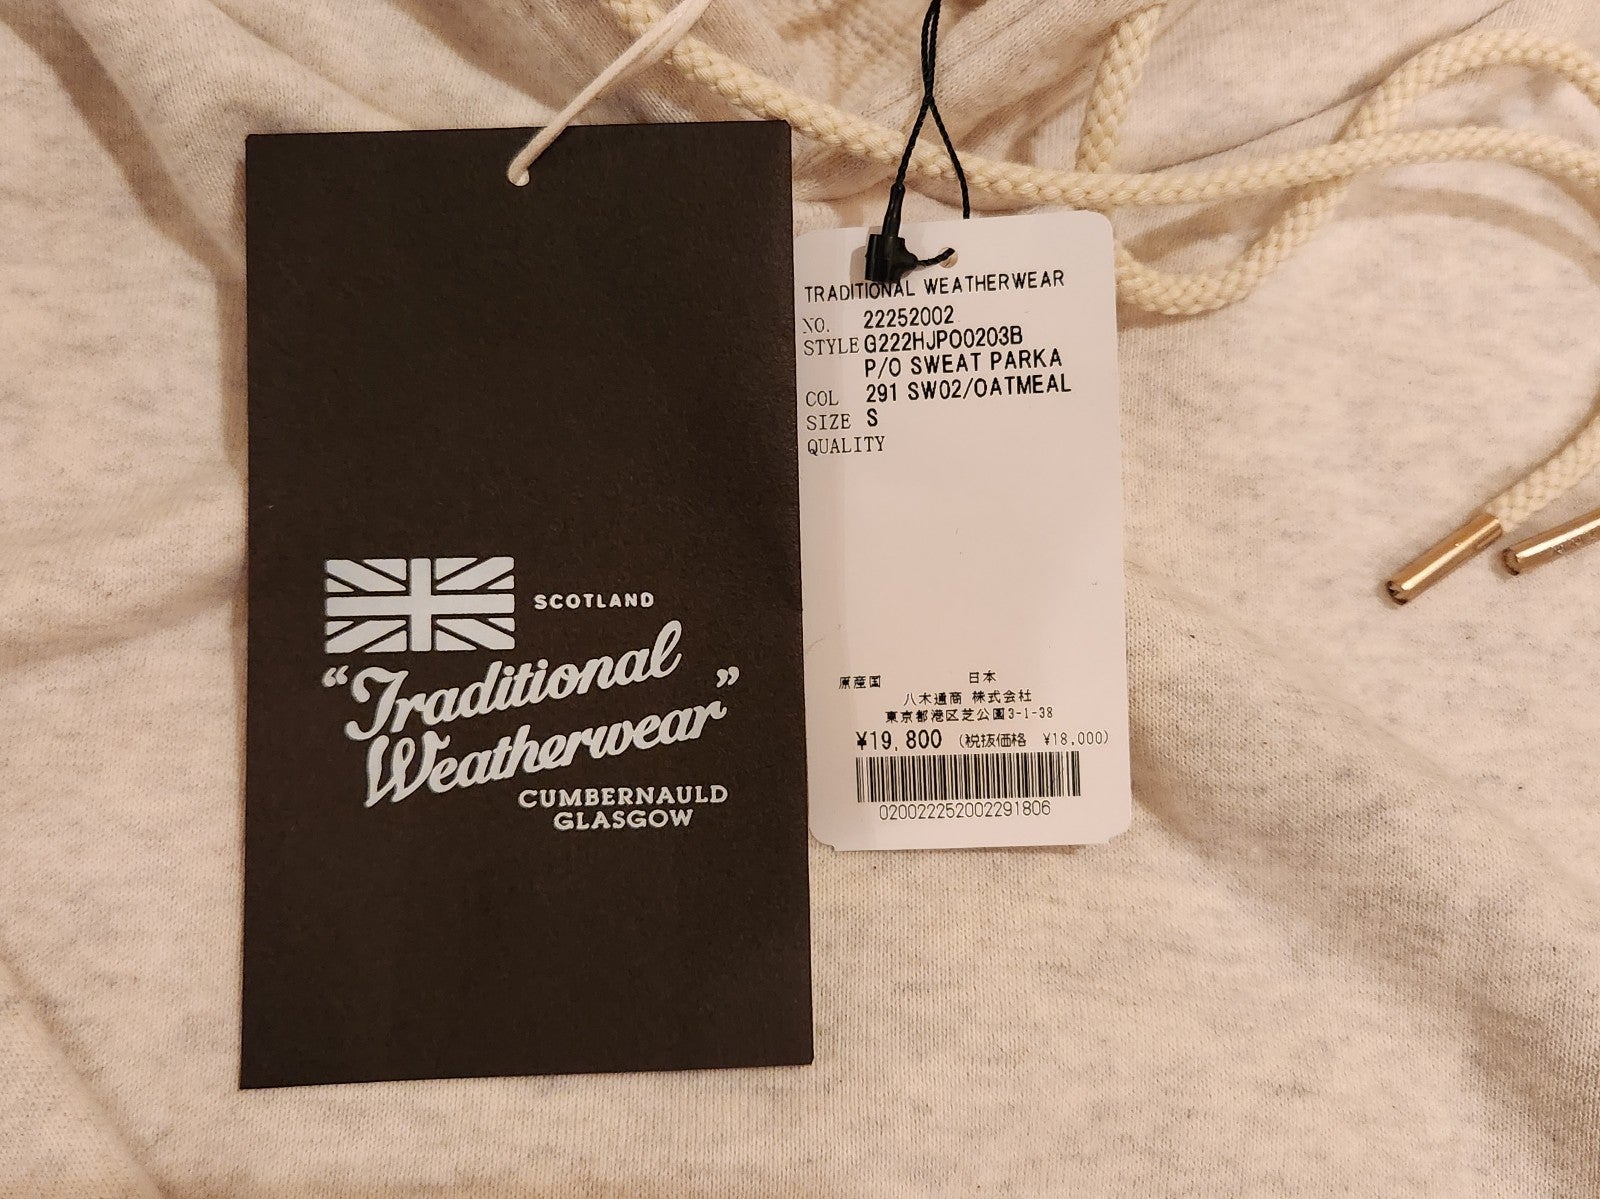 SCOTLAND
“Traditional
Weatherwear”
CUMBERNAULD
GLASGOW
TRADITIONAL WEATHERWEAR
NO. 22252002
STYLE G222HJPO0203B
P/O SWEAT PARKA
COL 291 SW02/OATMEAL
SIZE S
QUALITY
原産国 日本
八木通商 株式会社
東京都港区芝公園3-1-38
¥19,800 (税抜価格 ¥18,000)
0200222252002291806